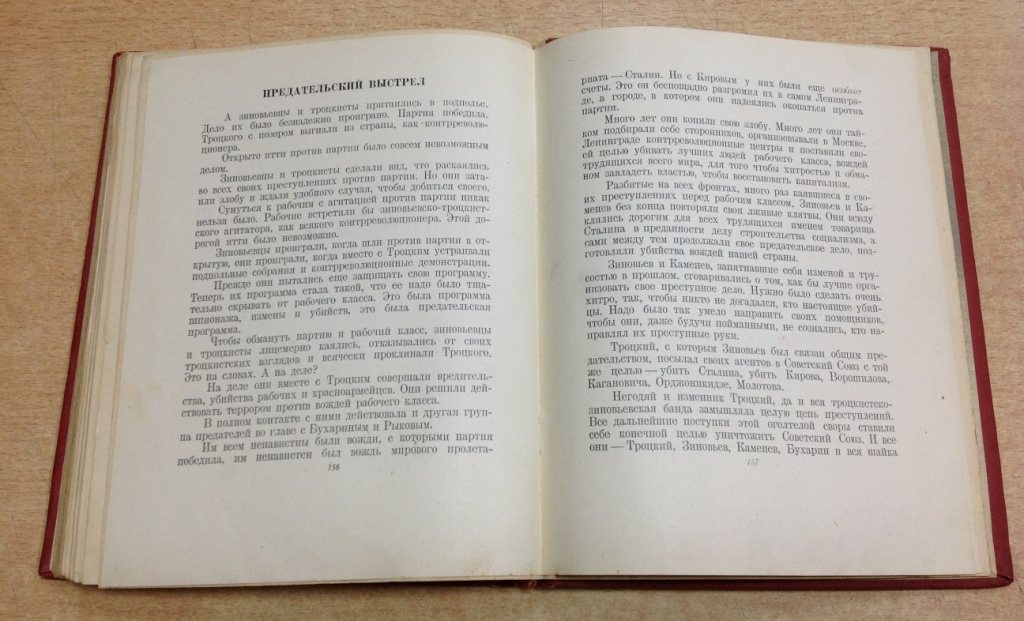 ПРЕДАТЕЛЬСКИЙ ВЫСТРЕЛ
А зиновьевцы и троцкисты притаились в подполье.
Дело их было безнадежно проиграно. Партия победила.
Троцкого с позором выгнали из страны, как контрреволю-
ционера.
Открыто итти против партии было совсем невозможным
делом.
Зиновьевцы и троцкисты сделали вид, что раскаялись
во всех своих преступлениях против партии. Но они зата-
или злобу и ждали удобного случая, чтобы добиться своего.
Сунуться к рабочим с агитацией против партии никак
нельзя было. Рабочие встретили бы зиновьевско-троцкист-
ского агитатора, как всякого контрреволюционера. Этой до-
рогой итти было невозможно.
Зиновьевцы проиграли, когда шли против партии в от-
крытую, они проиграли, когда вместе с Троцким устраивали
подпольные собрания и контрреволюционные демонстрации.
Прежде они пытались еще защищать свою программу.
Теперь их программа стала такой, что ее надо было тща-
тельно скрывать от рабочего класса. Это была программа
шпионажа, измены и убийств, это была предательская
программа.
Чтобы обмануть партию и рабочий класс, зиновьевцы
и троцкисты лицемерно каялись, отказывались от своих
троцкистских взглядов и всячески проклинали Троцкого.
Это на словах. А на деле?
На деле они вместе с Троцким совершали вредитель-
ства, убийства рабочих и красноармейцев. Они решили дей-
ствовать террором против вождей рабочего класса.
В полном контакте с ними действовала и другая груп-
па предателей во главе с Бухариным и Рыковым.
Им всем ненавистны были вожди, с которыми партия
победила, им ненавистен был вождь мирового пролета-
156
риата — Сталин. Но с Кировым у них были еще особые
счеты. Это он беспощадно разгромил их в самом Ленингра-
де, в городе, в котором они надеялись окопаться против
партии.
Много лет они копили свою злобу. Много лет они тай-
ком подбирали себе сторонников, организовывали в Москве,
Ленинграде контрреволюционные центры и поставили сво-
ей целью убивать лучших людей рабочего класса, вождей
трудящихся всего мира, для того чтобы хитростью и обма-
ном завладеть властью, чтобы восстановить капитализм.
Разбитые на всех фронтах, много раз каявшиеся в сво-
их преступлениях перед рабочим классом, Зиновьев и Ка-
менев без конца повторяли свои лживые клятвы. Они всюду
клялись дорогим для всех трудящихся именем товарища
Сталина в преданности делу строительства социализма, а
сами между тем продолжали свое предательское дело, под-
готовляли убийства вождей нашей страны.
Зиновьев и Каменев, запятнавшие себя изменой и тру-
состью в прошлом, сговаривались о том, как бы лучше орга-
низовать свое преступное дело. Нужно было сделать очень
хитро, так, чтобы никто не догадался, кто настоящие убий-
цы. Надо было так умело направить своих помощников,
чтобы они, даже будучи пойманными, не сознались, кто на-
правлял их преступные руки.
Троцкий, с которым Зиновьев был связан общим пре-
дательством, посылал своих агентов в Советский Союз с той
же целью — убить Сталина, убить Кирова, Ворошилова,
Кагановича, Орджоникидзе, Молотова.
Негодяй и изменник Троцкий, да и вся троцкистско-
зиновьевская банда замышляла целую цепь преступлений.
Все дальнейшие поступки этой оголтелой своры ставили
себе конечной целью уничтожить Советский Союз. И все
они — Троцкий, Зиновьев, Каменев, Бухарин и вся шайка
157